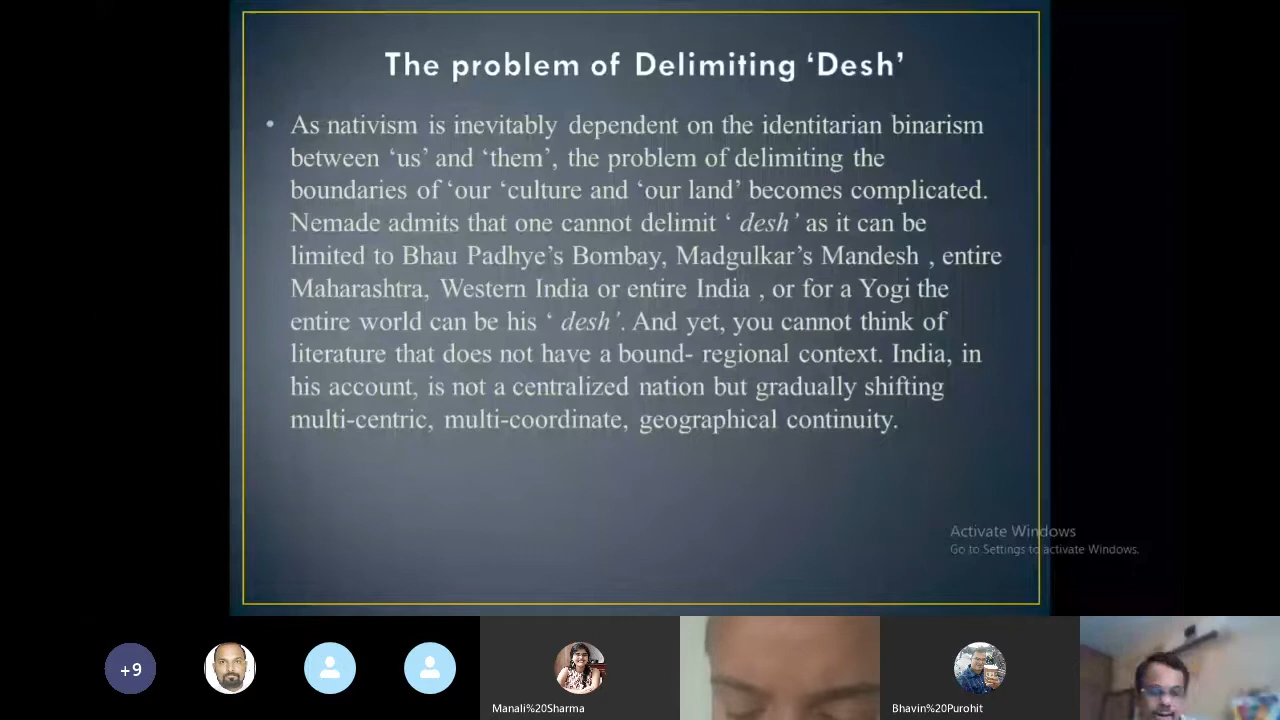 The problem of Delimiting ‘Desh’
• As nativism is inevitably dependent on the identitarian binarism
between ‘us’ and ‘them’, the problem of delimiting the
boundaries of ‘our ‘culture and ‘our land’ becomes complicated.
Nemade admits that one cannot delimit ‘ desh’ as it can be
limited to Bhau Padhye’s Bombay, Madgulkar’s Mandesh , entire
Maharashtra, Western India or entire India , or for a Yogi the
entire world can be his ‘ desh’. And yet, you cannot think of
literature that does not have a bound- regional context. India, in
his account, is not a centralized nation but gradually shifting
multi-centric, multi-coordinate, geographical continuity.
Activate Windows
Go to Settings to activate Windows.
+9
Manali%20Sharma
Bhavin%20Purohit